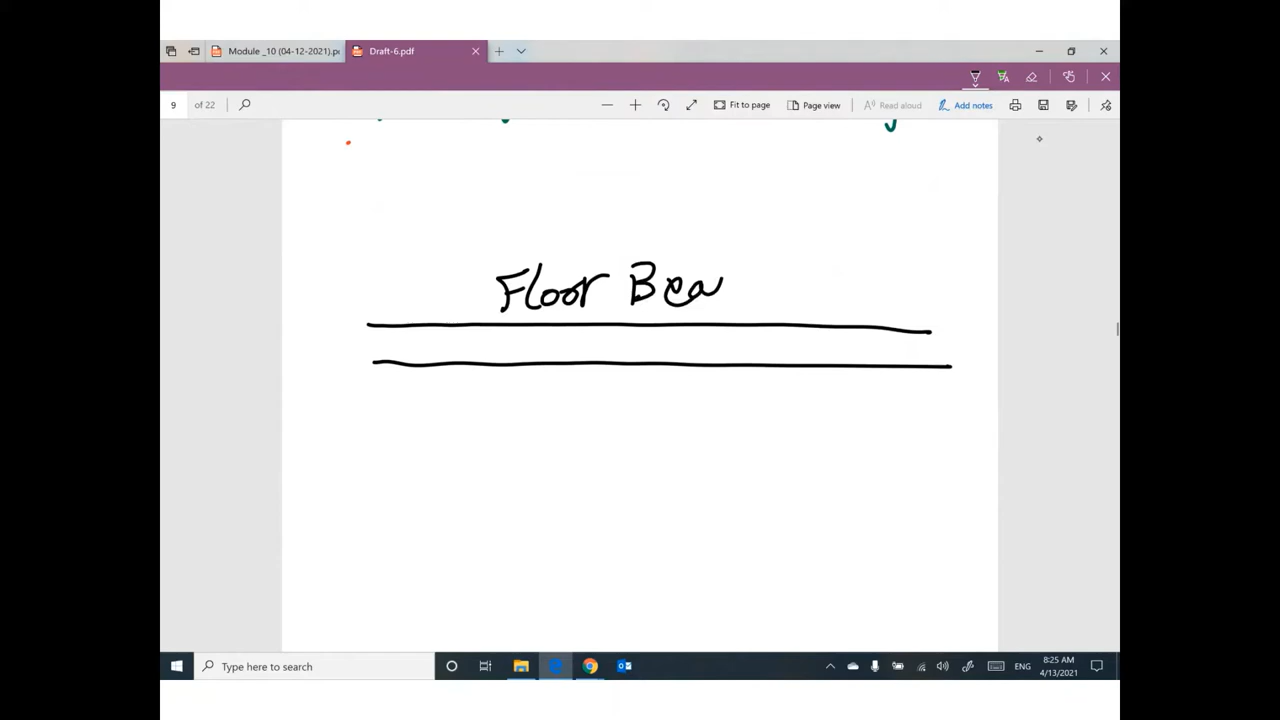 Module _10 (04-12-2021).pd
Draft-6.pdf
9 of 22
Fit to page
Page view
Read aloud
Add notes
Floor Bea
Type here to search
ENG
8:25 AM
4/13/2021